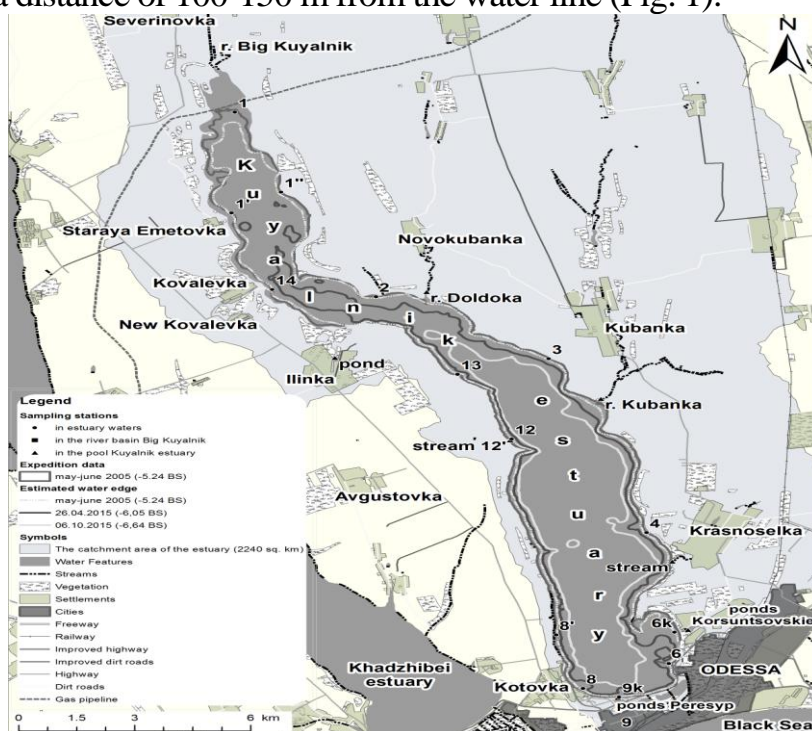 a distance of 100-150 m from the water line (Fig. 1).
Severinovka
r. Big Kuyalnik
N
1
1"
1'
Staraya Emetovka
Novokubanka
Kovalevka
14
2
r. Doldoka
New Kovalevka
Kubanka
Ilinka
pond
13
3
r. Kubanka
12
stream 12'
Avgustovka
4
Krasnoselka
stream
ponds
Korsuntsovskie
8'
6k
6
ODESSA
Khadzhibei
estuary
Kotovka
8
9k
ponds Peresyp
9
Black Sea
Kuyalnik estuary
Legend
Sampling stations
in estuary waters
in the river basin Big Kuyalnik
in the pool Kuyalnik estuary
Expedition data
may-june 2005 (-5.24 BS)
Estimated water edge
may-june 2005 (-5.24 BS)
26.04.2015 (-6,05 BS)
06.10.2015 (-6,64 BS)
Symbols
The catchment area of the estuary (2240 sq. km)
Water Features
Streams
Vegetation
Settlements
Cities
Freeway
Railway
Improved highway
Improved dirt roads
Highway
Dirt roads
Gas pipeline
0 1.5 3 6 km